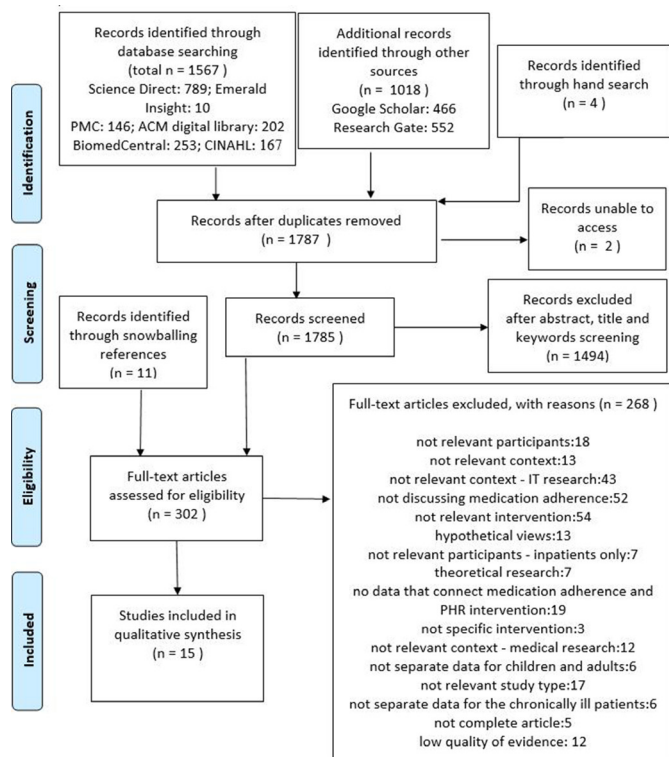 Records identified through
database searching
(total n = 1567 )
Science Direct: 789; Emerald
Insight: 10
PMC: 146; ACM digital library: 202
BiomedCentral: 253; CINAHL: 167
Additional records
identified through other
sources
(n = 1018 )
Google Scholar: 466
Research Gate: 552
Records identified
through hand search
(n = 4 )
Identification
Records after duplicates removed
(n = 1787 )
Records unable to
access
(n = 2 )
Screening
Records identified
through snowballing
references
(n = 11)
Records screened
(n = 1785 )
Records excluded
after abstract, title and
keywords screening
(n = 1494)
Eligibility
Full-text articles
assessed for eligibility
(n = 302 )
Full-text articles excluded, with reasons (n = 268 )
not relevant participants:18
not relevant context:13
not relevant context - IT research:43
not discussing medication adherence:52
not relevant intervention:54
hypothetical views:13
not relevant participants - inpatients only:7
theoretical research:7
no data that connect medication adherence and
PHR intervention:19
not specific intervention:3
not relevant context - medical research:12
not separate data for children and adults:6
not relevant study type:17
not separate data for the chronically ill patients:6
not complete article:5
low quality of evidence: 12
Included
Studies included in
qualitative synthesis
(n = 15 )